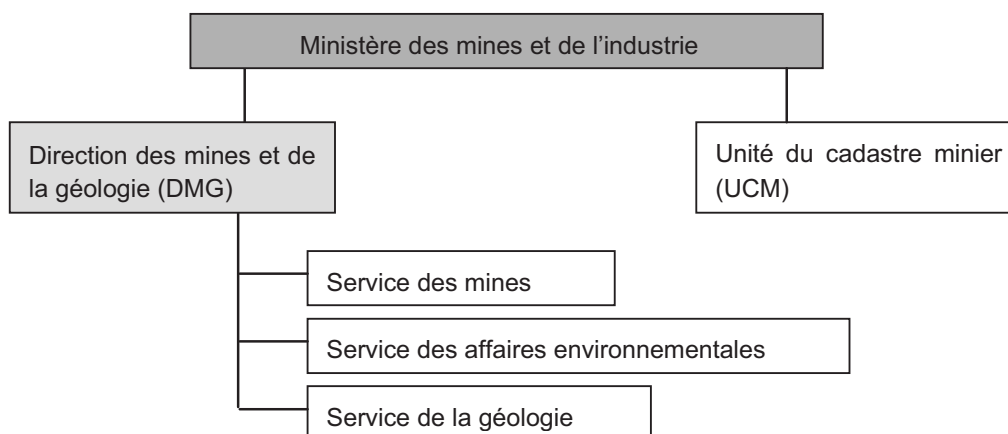 Ministère des mines et de l’industrie
Direction des mines et de
la géologie (DMG)
Unité du cadastre minier
(UCM)
Service des mines
Service des affaires environnementales
Service de la géologie